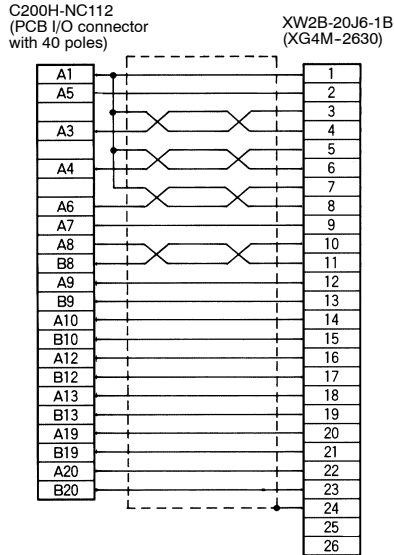 C200H-NC112
(PCB I/O connector
with 40 poles)
XW2B-20J6-1B
(XG4M-2630)
A1 1
A5 2
3
A3 4
5
A4 6
7
A6 8
A7 9
A8 10
B8 11
A9 12
B9 13
A10 14
B10 15
A12 16
B12 17
A13 18
B13 19
A19 20
B19 21
A20 22
B20 23
24
25
26